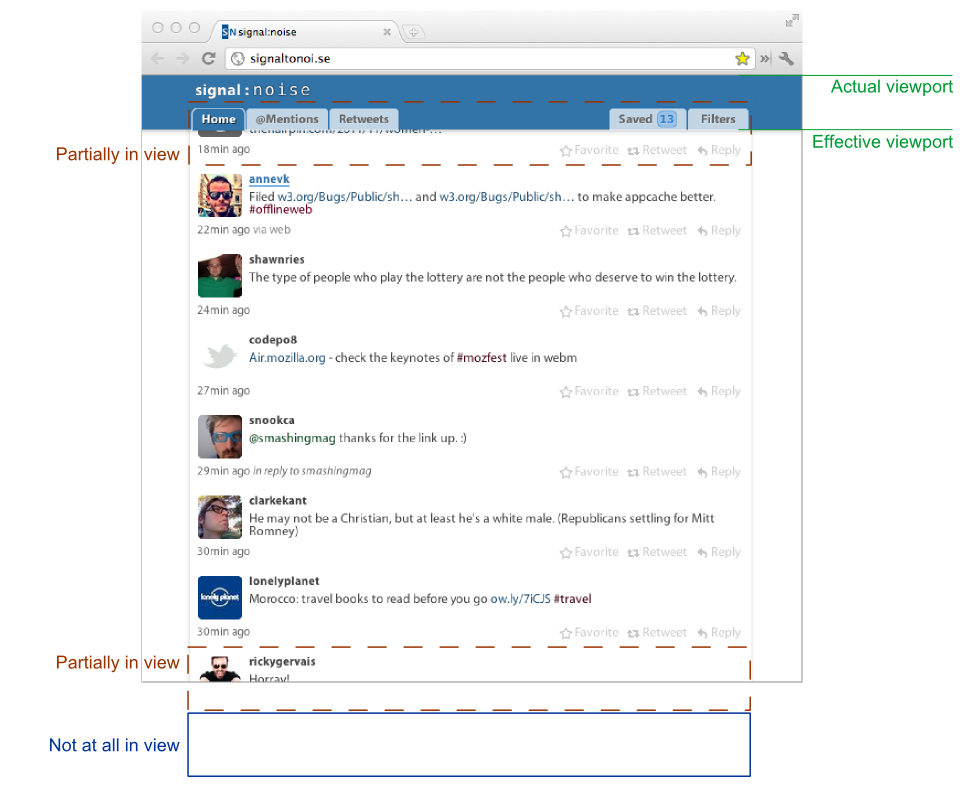 SN signal:noise
signaltonoi.se
signal:noise
Actual viewport
Home @Mentions Retweets Saved 13 Filters
Effective viewport
thehairpin.com/2011/11/women-…
Partially in view
18min ago Favorite Retweet Reply
annevk
Filed w3.org/Bugs/Public/sh… and w3.org/Bugs/Public/sh… to make appcache better.
#offlineweb
22min ago via web Favorite Retweet Reply
shawnries
The type of people who play the lottery are not the people who deserve to win the lottery.
24min ago Favorite Retweet Reply
codepo8
Air.mozilla.org - check the keynotes of #mozfest live in webm
27min ago Favorite Retweet Reply
snookca
@smashingmag thanks for the link up. :)
29min ago in reply to smashingmag Favorite Retweet Reply
clarkekant
He may not be a Christian, but at least he's a white male. (Republicans settling for Mitt
Romney)
30min ago Favorite Retweet Reply
lonelyplanet
lonely planet
Morocco: travel books to read before you go ow.ly/7iCJS #travel
30min ago Favorite Retweet Reply
Partially in view
rickygervais
Horray!
Not at all in view